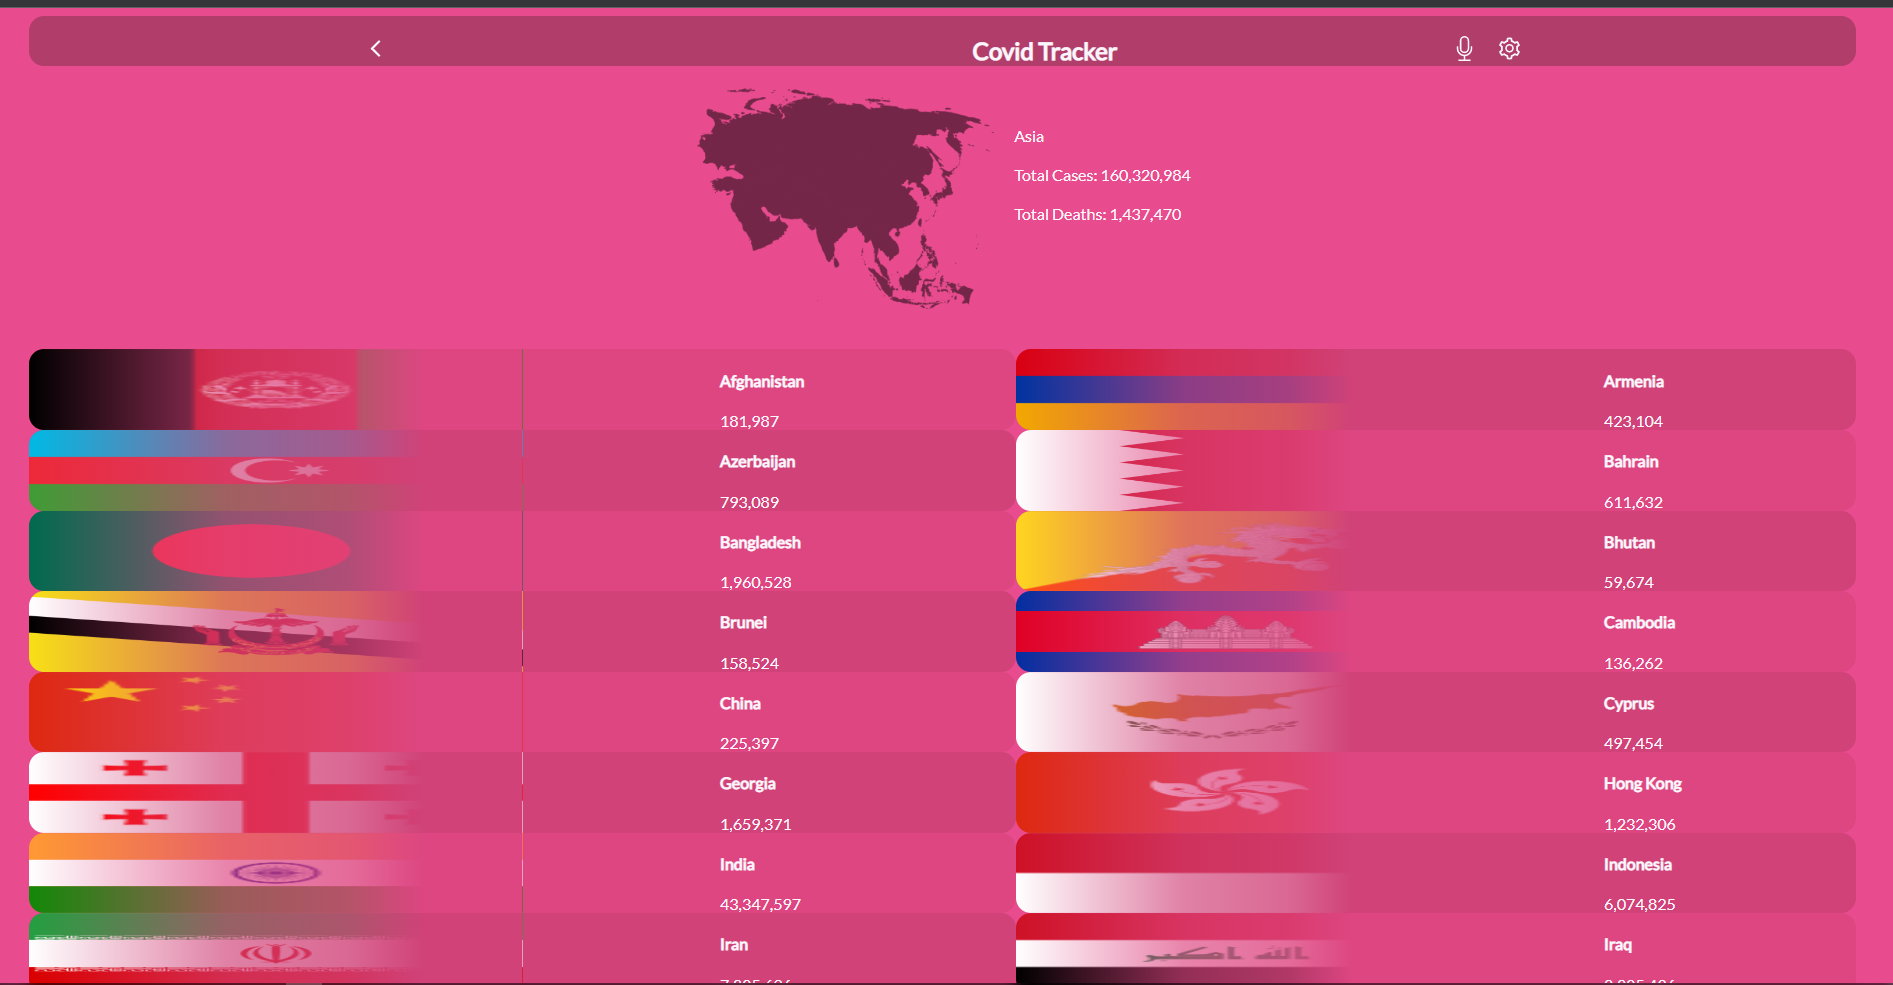 Covid Tracker
Asia
Total Cases: 160,320,984
Total Deaths: 1,437,470
Afghanistan
181,987
Armenia
423,104
Azerbaijan
793,089
Bahrain
611,632
Bangladesh
1,960,528
Bhutan
59,674
Brunei
158,524
Cambodia
136,262
China
225,397
Cyprus
497,454
Georgia
1,659,371
Hong Kong
1,232,306
India
43,347,597
Indonesia
6,074,825
Iran
Iraq